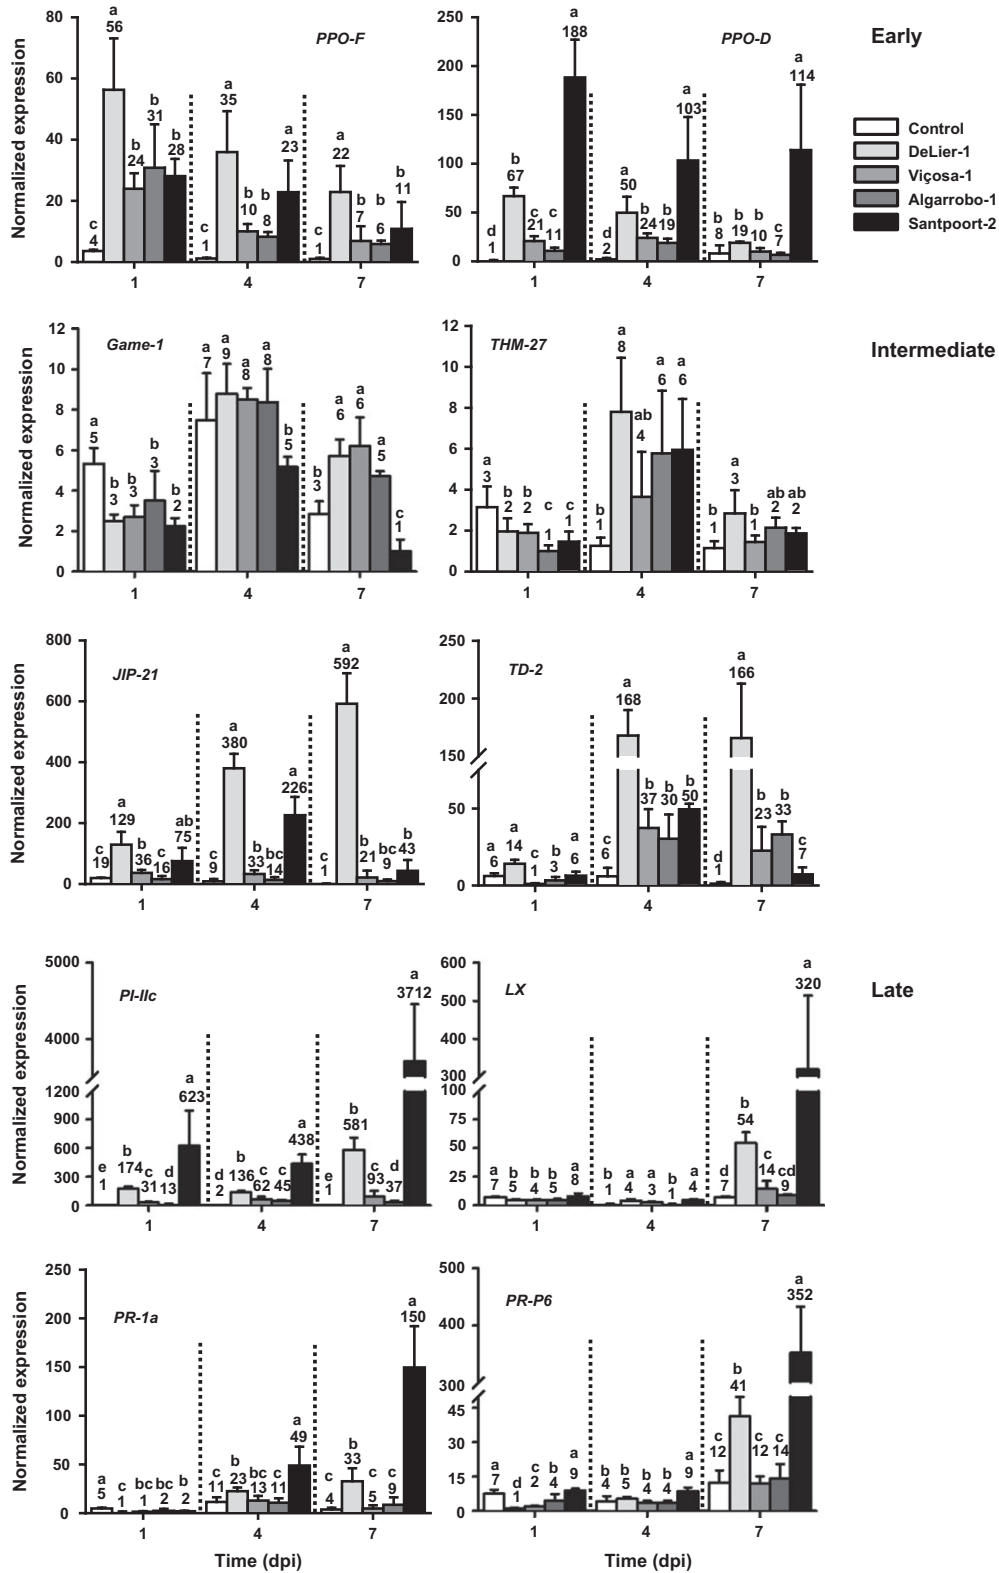 PPO-F
Normalized expression
80
60
40
20
0
c 4
a 56
b 24
b 31
b 28
c 1
a 35
b 10
b 8
a 23
c 1
a 22
b 7
b 6
b 11
1 4 7
PPO-D
250
200
150
100
50
0
d 1
b 67
c 21
c 11
a 188
d 2
a 50
b 24
b 19
a 103
b 8
b 19
b 10
c 7
a 114
1 4 7
Early
Control
DeLier-1
Viçosa-1
Algarrobo-1
Santpoort-2
Game-1
Normalized expression
12
10
8
6
4
2
0
a 5
b 3
b 3
b 3
b 2
a 7
a 9
a 8
a 8
b 5
b 3
a 6
a 6
a 5
c 1
1 4 7
THM-27
12
10
8
6
4
2
0
a 3
b 2
b 2
c 1
c 1
b 1
a 8
ab 4
a 6
a 6
b 1
a 3
b 1
ab 2
ab 2
1 4 7
Intermediate
JIP-21
Normalized expression
800
600
400
200
0
c 19
a 129
b 36
c 16
ab 75
c 9
a 380
b 33
bc 14
a 226
c 1
a 592
b 21
bc 9
b 43
1 4 7
TD-2
250
200
150
50
0
a 6
a 14
c 1
b 3
a 6
c 6
a 168
b 37
b 30
b 50
d 1
a 166
b 23
b 33
c 7
1 4 7
PI-IIc
Normalized expression
5000
4000
1200
900
600
300
0
e 1
b 174
c 31
d 13
a 623
d 2
b 136
c 62
c 45
a 438
e 1
b 581
c 93
d 37
a 3712
1 4 7
LX
600
500
400
300
100
75
50
25
0
a 7
b 5
b 4
b 5
a 8
b 1
a 4
a 3
b 1
a 4
d 7
b 54
c 14
cd 9
a 320
1 4 7
Late
PR-1a
Normalized expression
250
200
150
100
50
0
a 5
c 1
bc 1
bc 2
b 2
c 11
b 23
bc 13
c 11
a 49
c 4
b 33
c 5
c 9
a 150
1 4 7
Time (dpi)
PR-P6
500
400
300
45
30
15
0
a 7
d 1
c 2
b 4
a 9
b 4
b 5
b 4
b 4
a 9
c 12
b 41
c 12
c 14
a 352
1 4 7
Time (dpi)